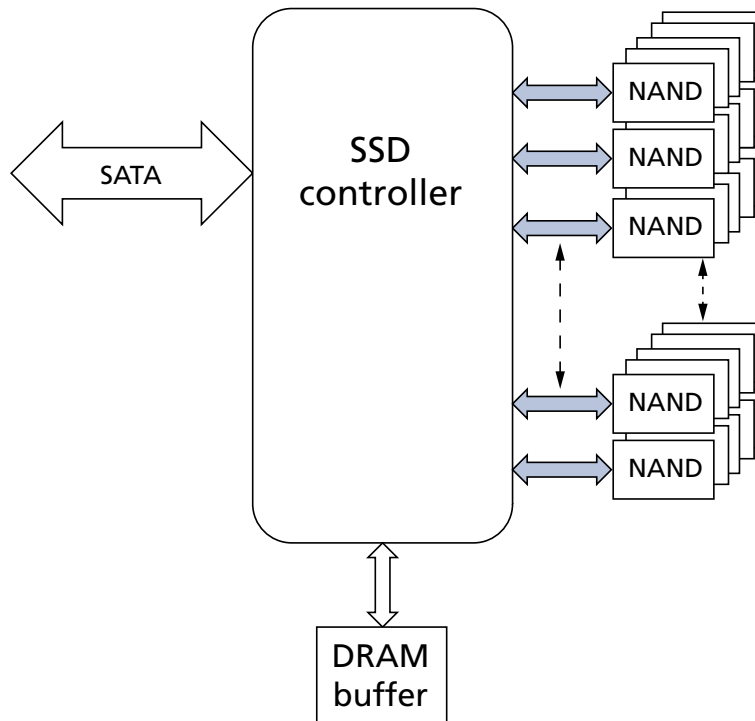 SATA
SSD
controller
NAND
NAND
NAND
NAND
NAND
DRAM
buffer